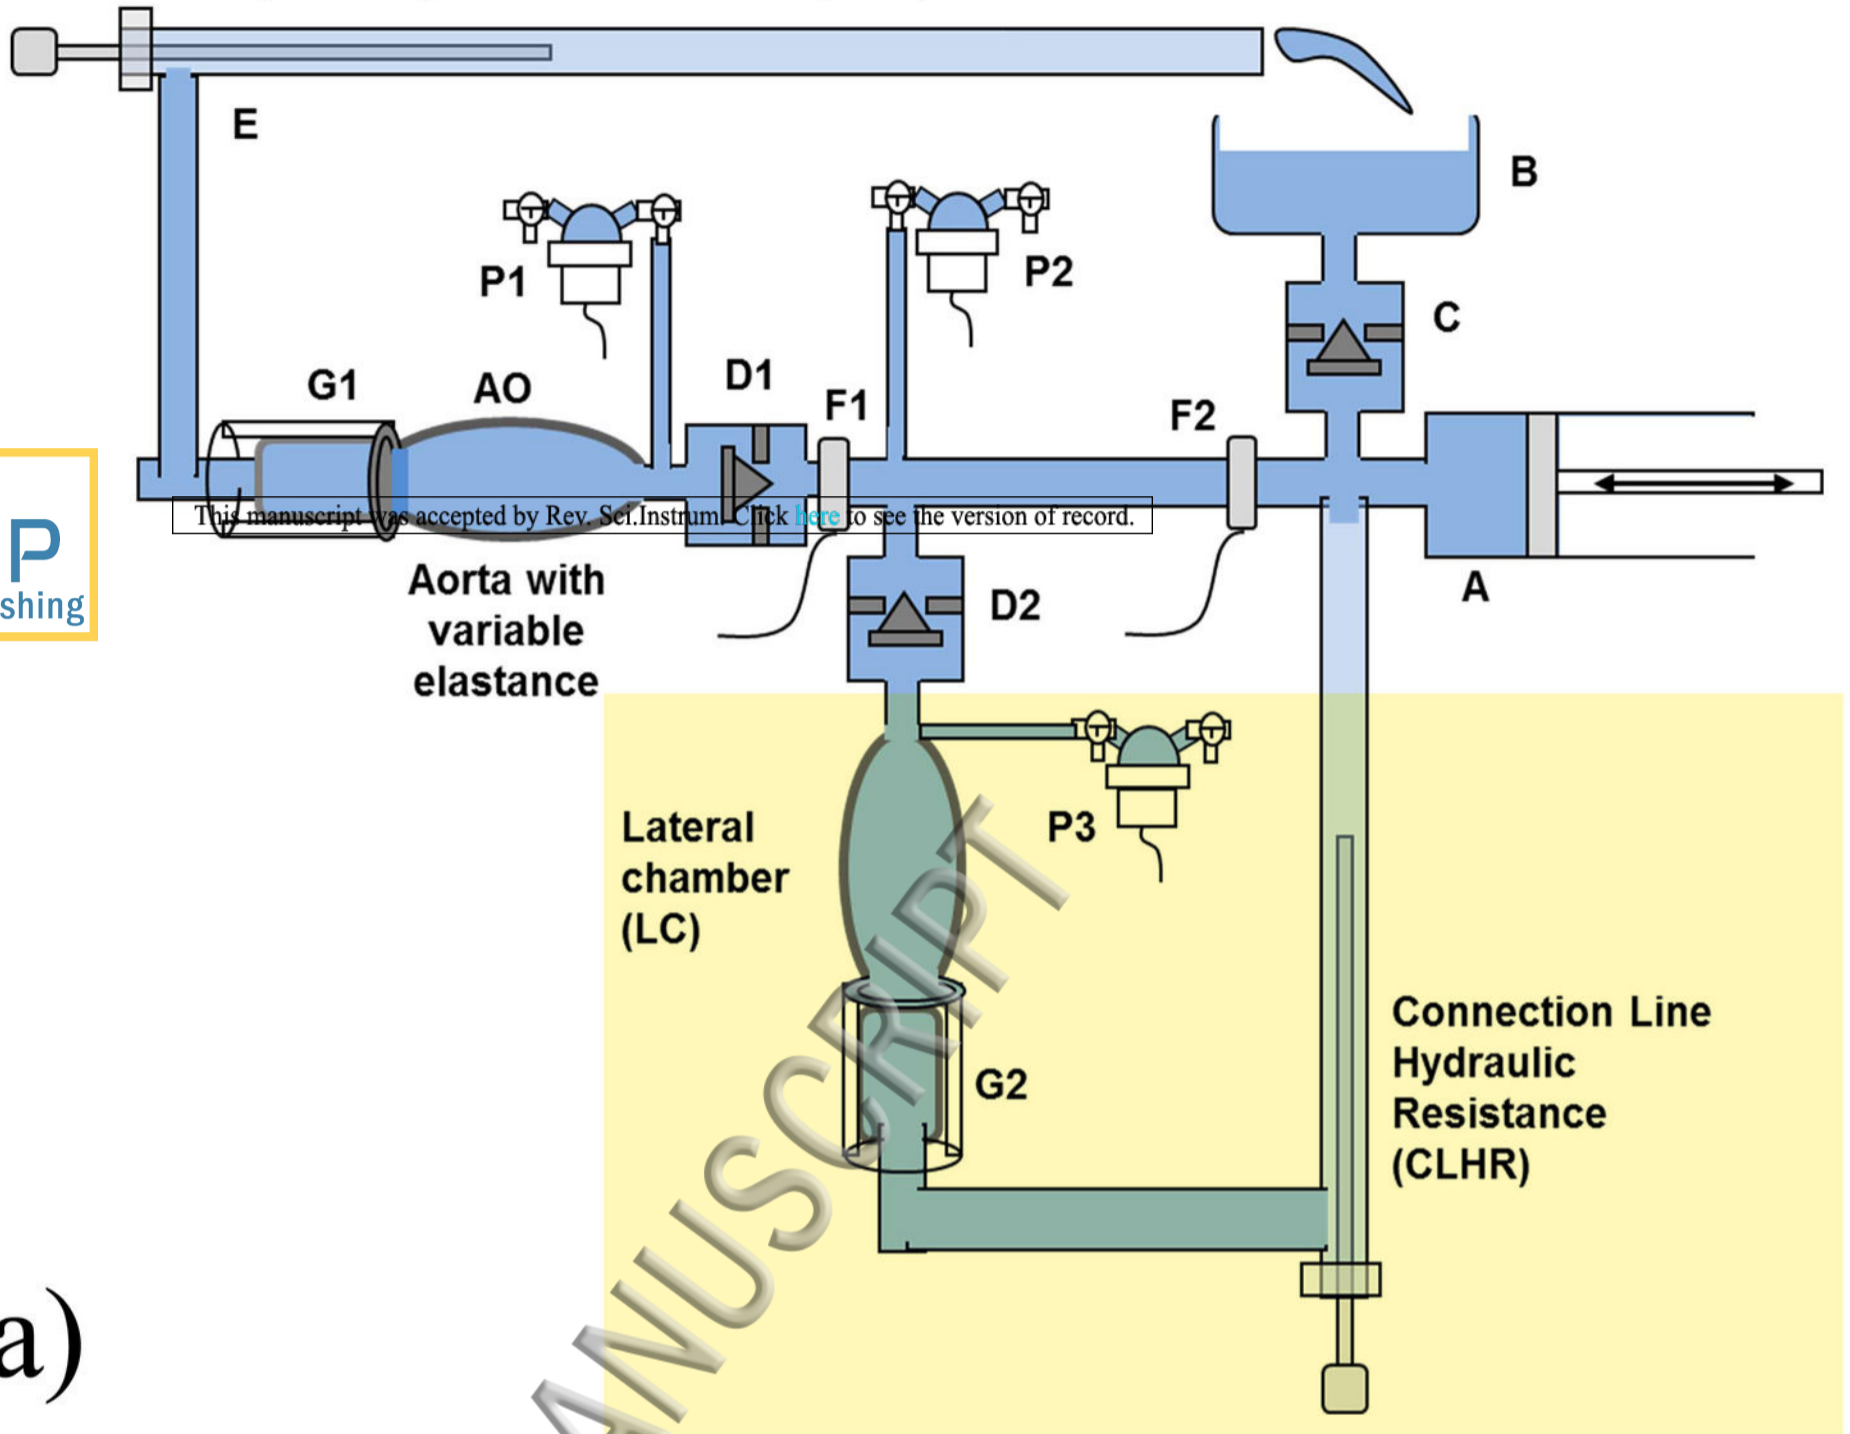 E
B
P1
P2
C
G1
AO
D1
F1
F2
This manuscript was accepted by Rev. Sci.Instrum. Click here to see the version of record.
P
shing
A
Aorta with
variable
elastance
D2
Lateral
chamber
(LC)
P3
G2
Connection Line
Hydraulic
Resistance
(CLHR)
ANUSCRIPT
a)